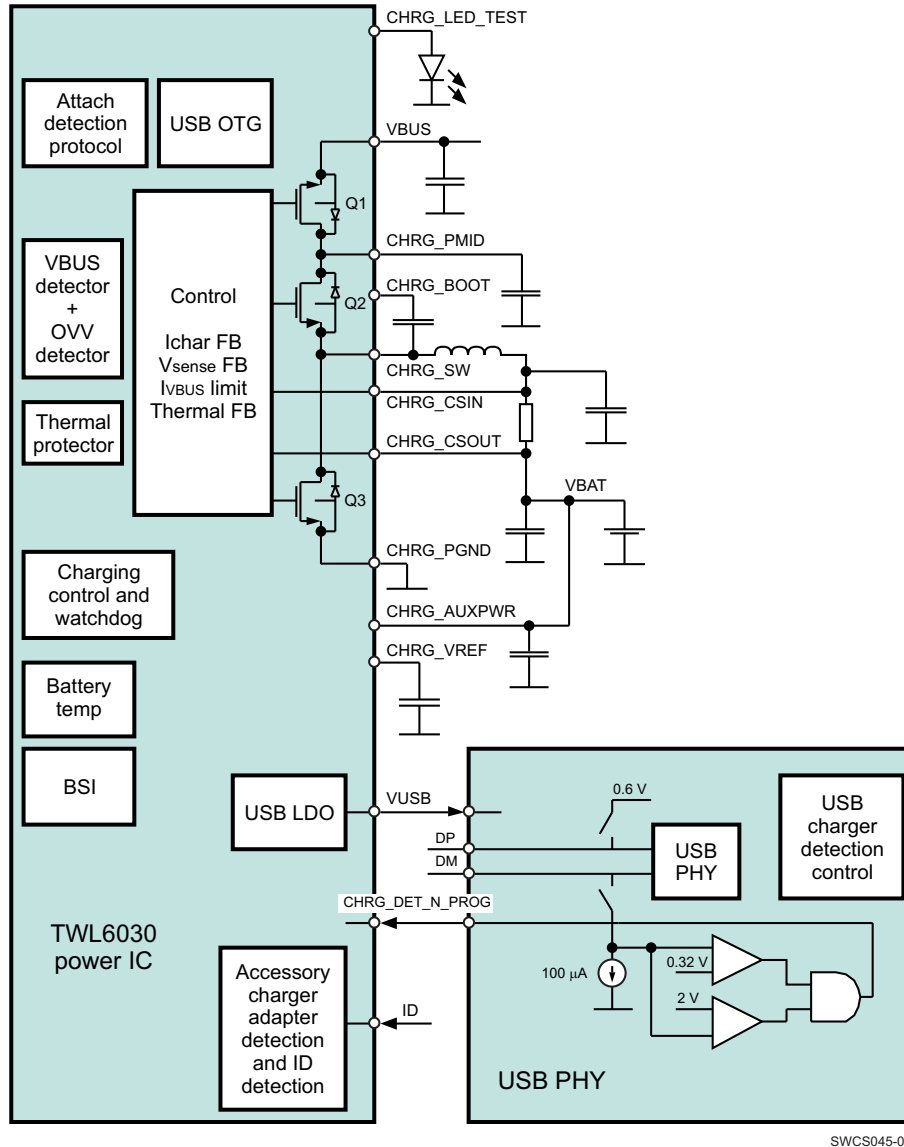 CHRG_LED_TEST
Attach
detection
protocol
USB OTG
VBUS
Q1
CHRG_PMID
VBUS
detector
+
OVV
detector
Control
Ichar FB
Vsense FB
IVBUS limit
Thermal FB
Q2
CHRG_BOOT
CHRG_SW
CHRG_CSIN
Thermal
protector
CHRG_CSOUT
Q3
VBAT
CHRG_PGND
Charging
control and
watchdog
CHRG_AUXPWR
CHRG_VREF
Battery
temp
BSI
USB LDO
VUSB
0.6 V
USB
charger
detection
control
DP
DM
USB
PHY
CHRG_DET_N_PROG
TWL6030
power IC
0.32 V
100 µA
2 V
Accessory
charger
adapter
detection
and ID
detection
ID
USB PHY